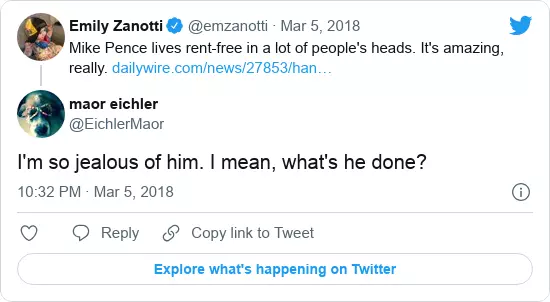 Emily Zanotti @emzanotti · Mar 5, 2018
Mike Pence lives rent-free in a lot of people's heads. It's amazing,
really. dailywire.com/news/27853/han…
maor eichler
@EichlerMaor
I'm so jealous of him. I mean, what's he done?
10:32 PM · Mar 5, 2018
Reply
Copy link to Tweet
Explore what's happening on Twitter